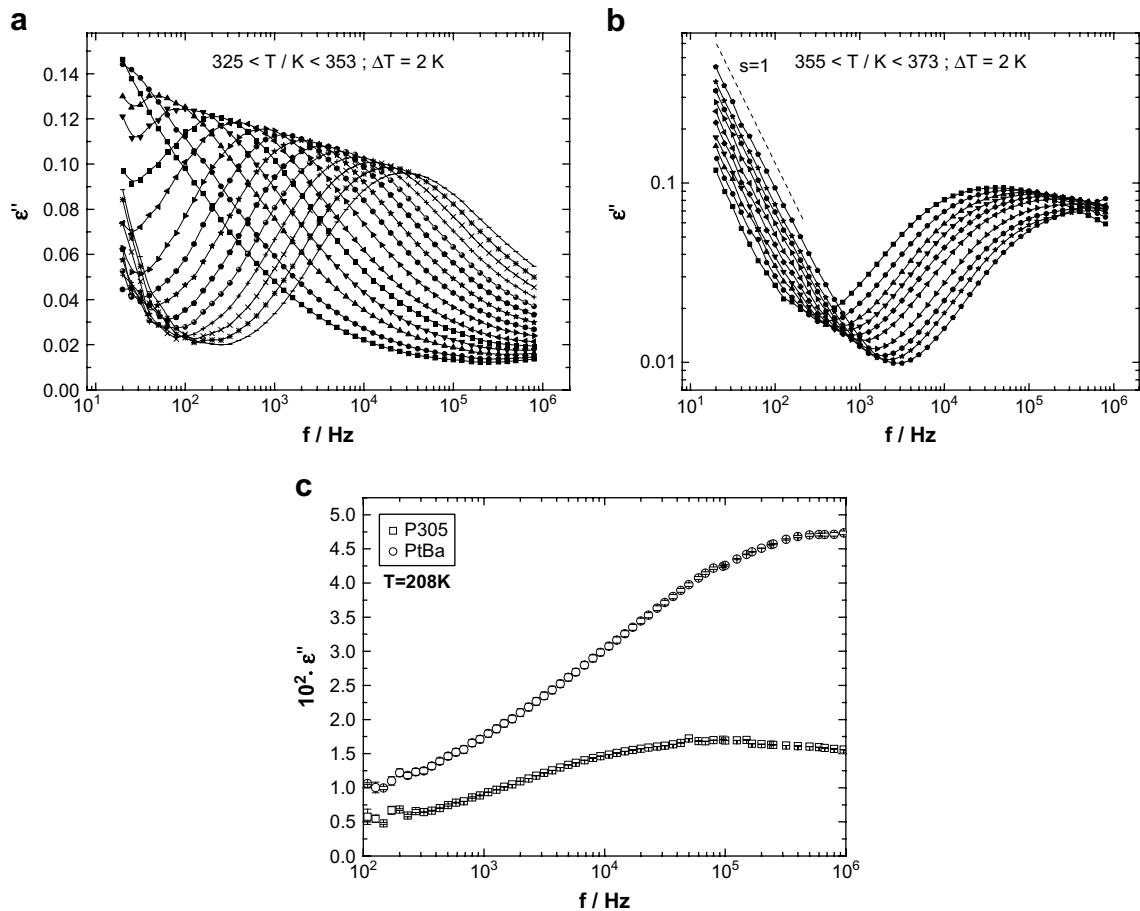 a
325 < T / K < 353 ; ΔT = 2 K
0.14
0.12
0.10
0.08
0.06
0.04
0.02
0.00
ε''
10¹ 10² 10³ 10⁴ 10⁵ 10⁶
f / Hz
b
s=1
355 < T / K < 373 ; ΔT = 2 K
0.1
0.01
ε''
10¹ 10² 10³ 10⁴ 10⁵ 10⁶
f / Hz
c
P305
PtBa
T=208K
5.0
4.5
4.0
3.5
3.0
2.5
2.0
1.5
1.0
0.5
0.0
10². ε''
10² 10³ 10⁴ 10⁵ 10⁶
f / Hz